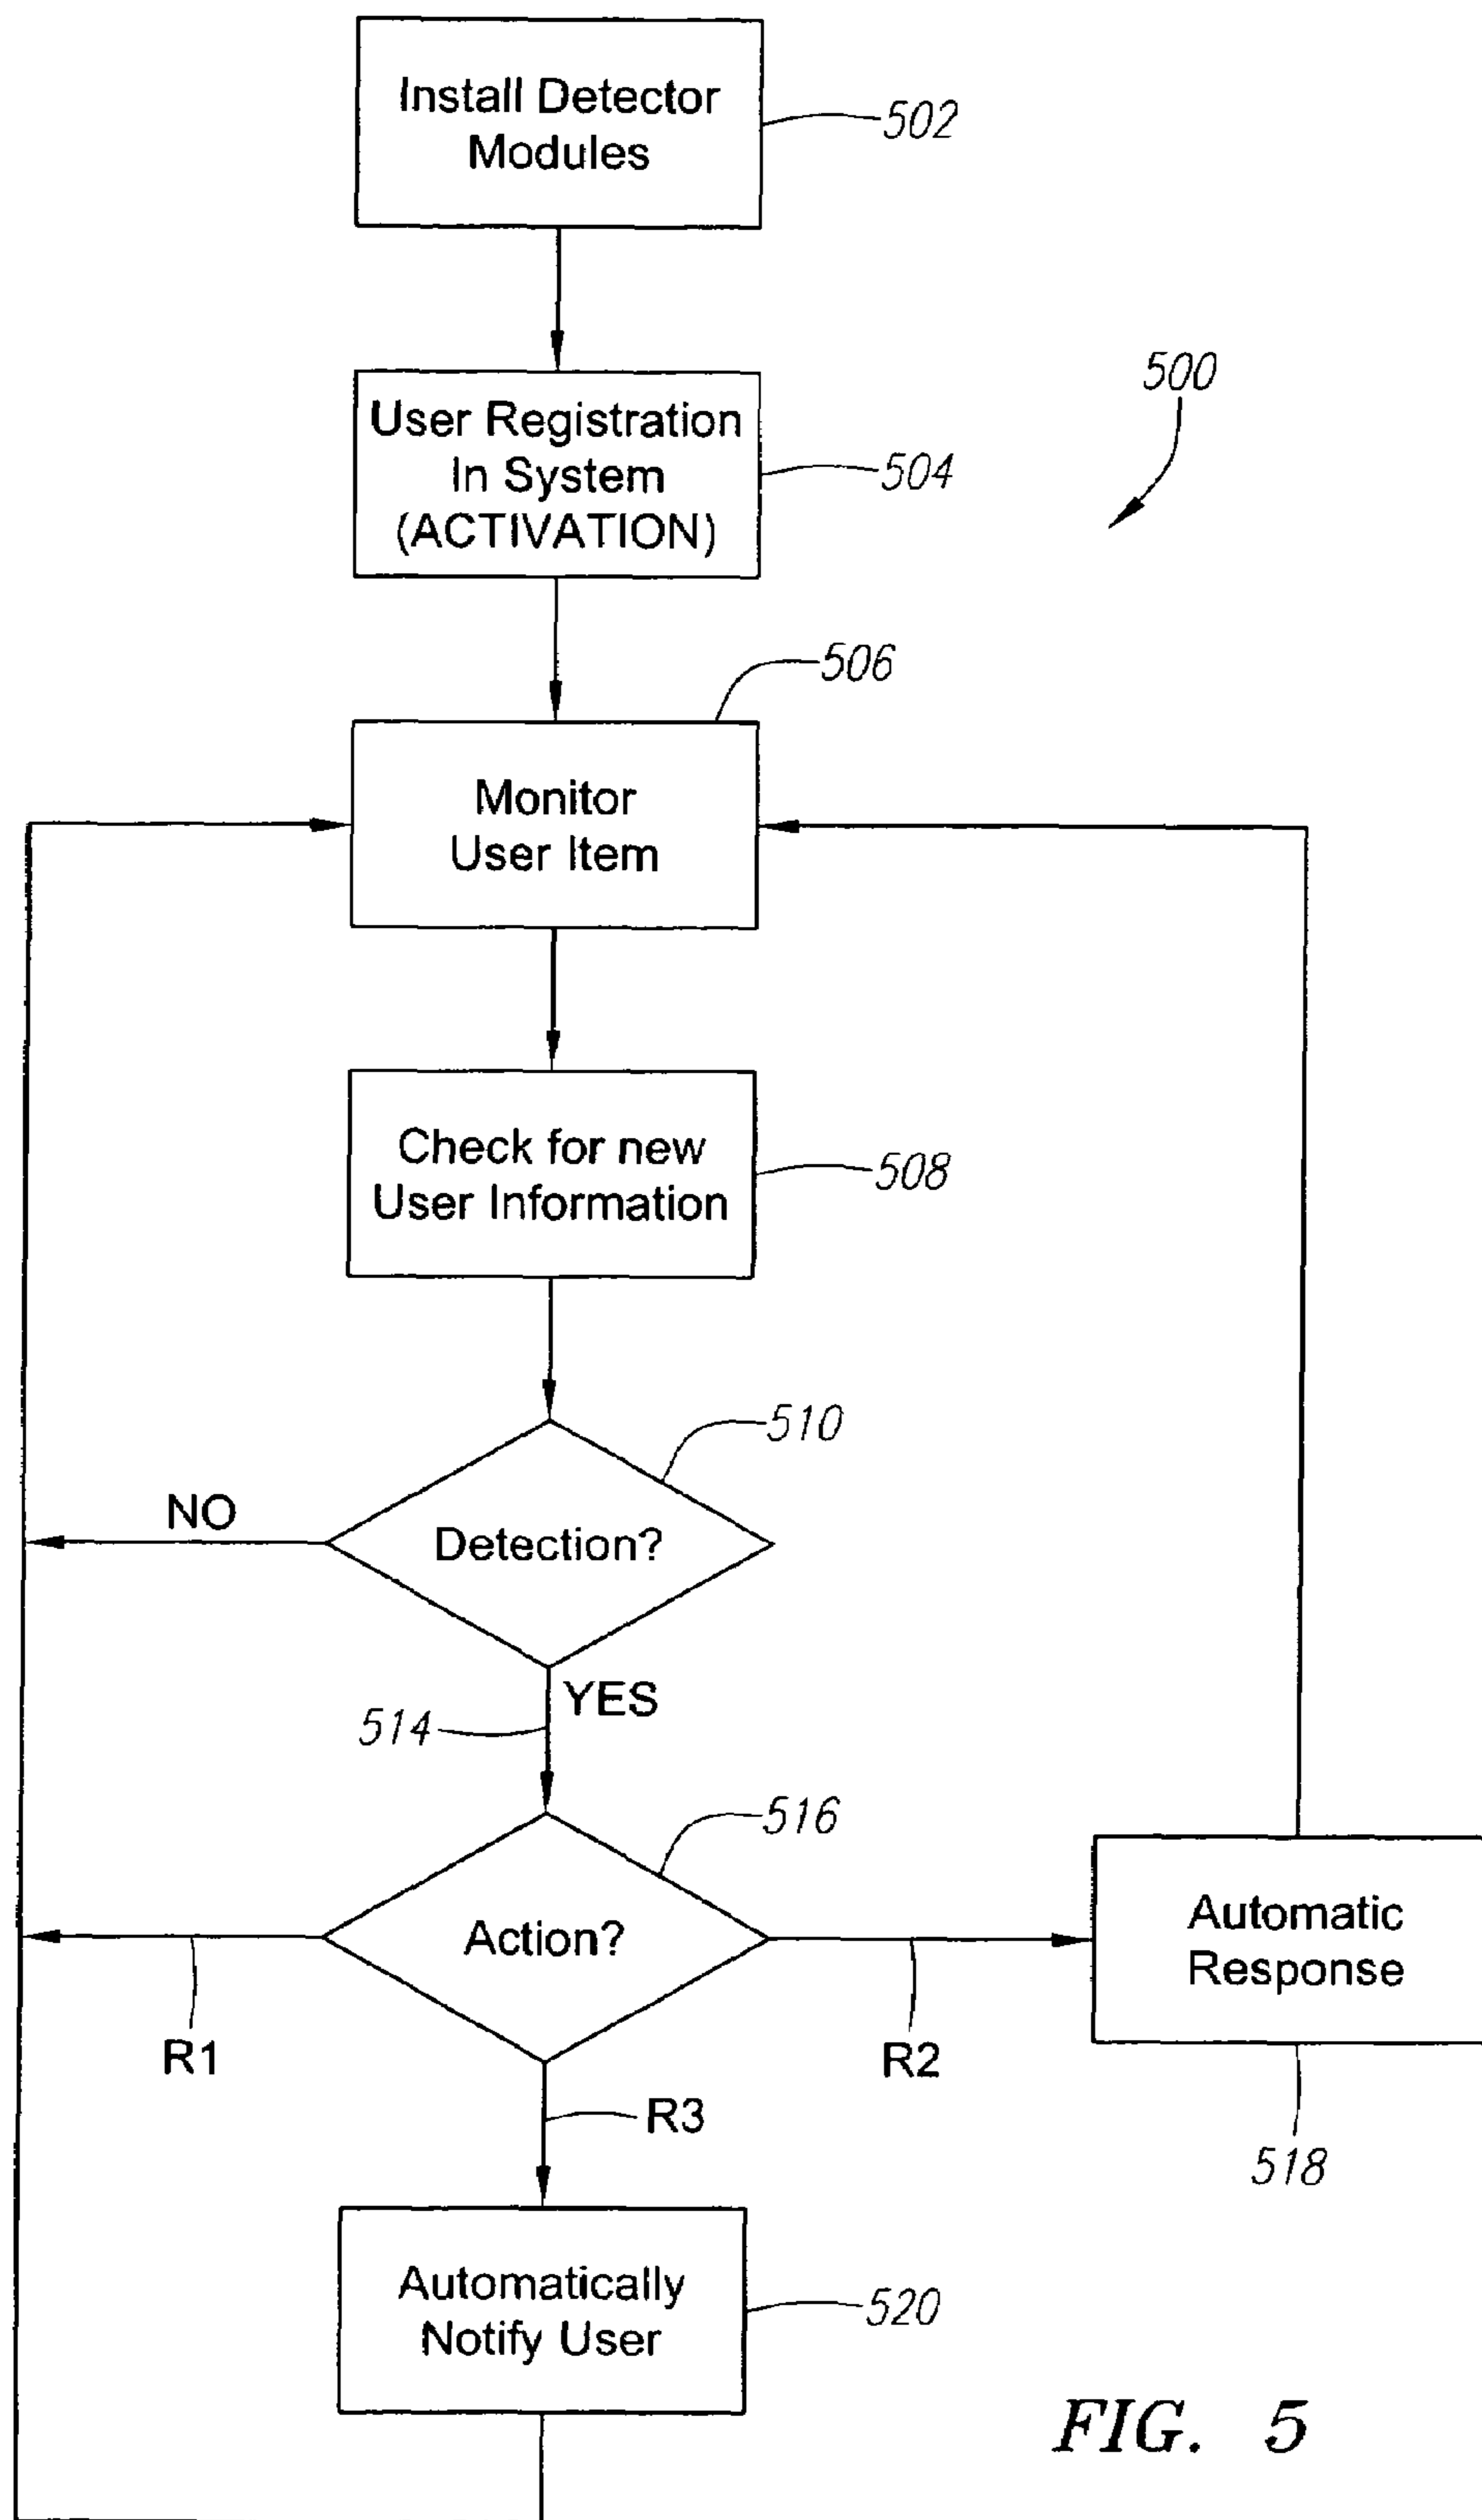 Install Detector
Modules
502
User Registration
In System
(ACTIVATION)
504
500
506
Monitor
User Item
Check for new
User Information
508
510
NO
Detection?
YES
514
516
Action?
Automatic
Response
R1
R2
R3
518
Automatically
Notify User
520
FIG. 5